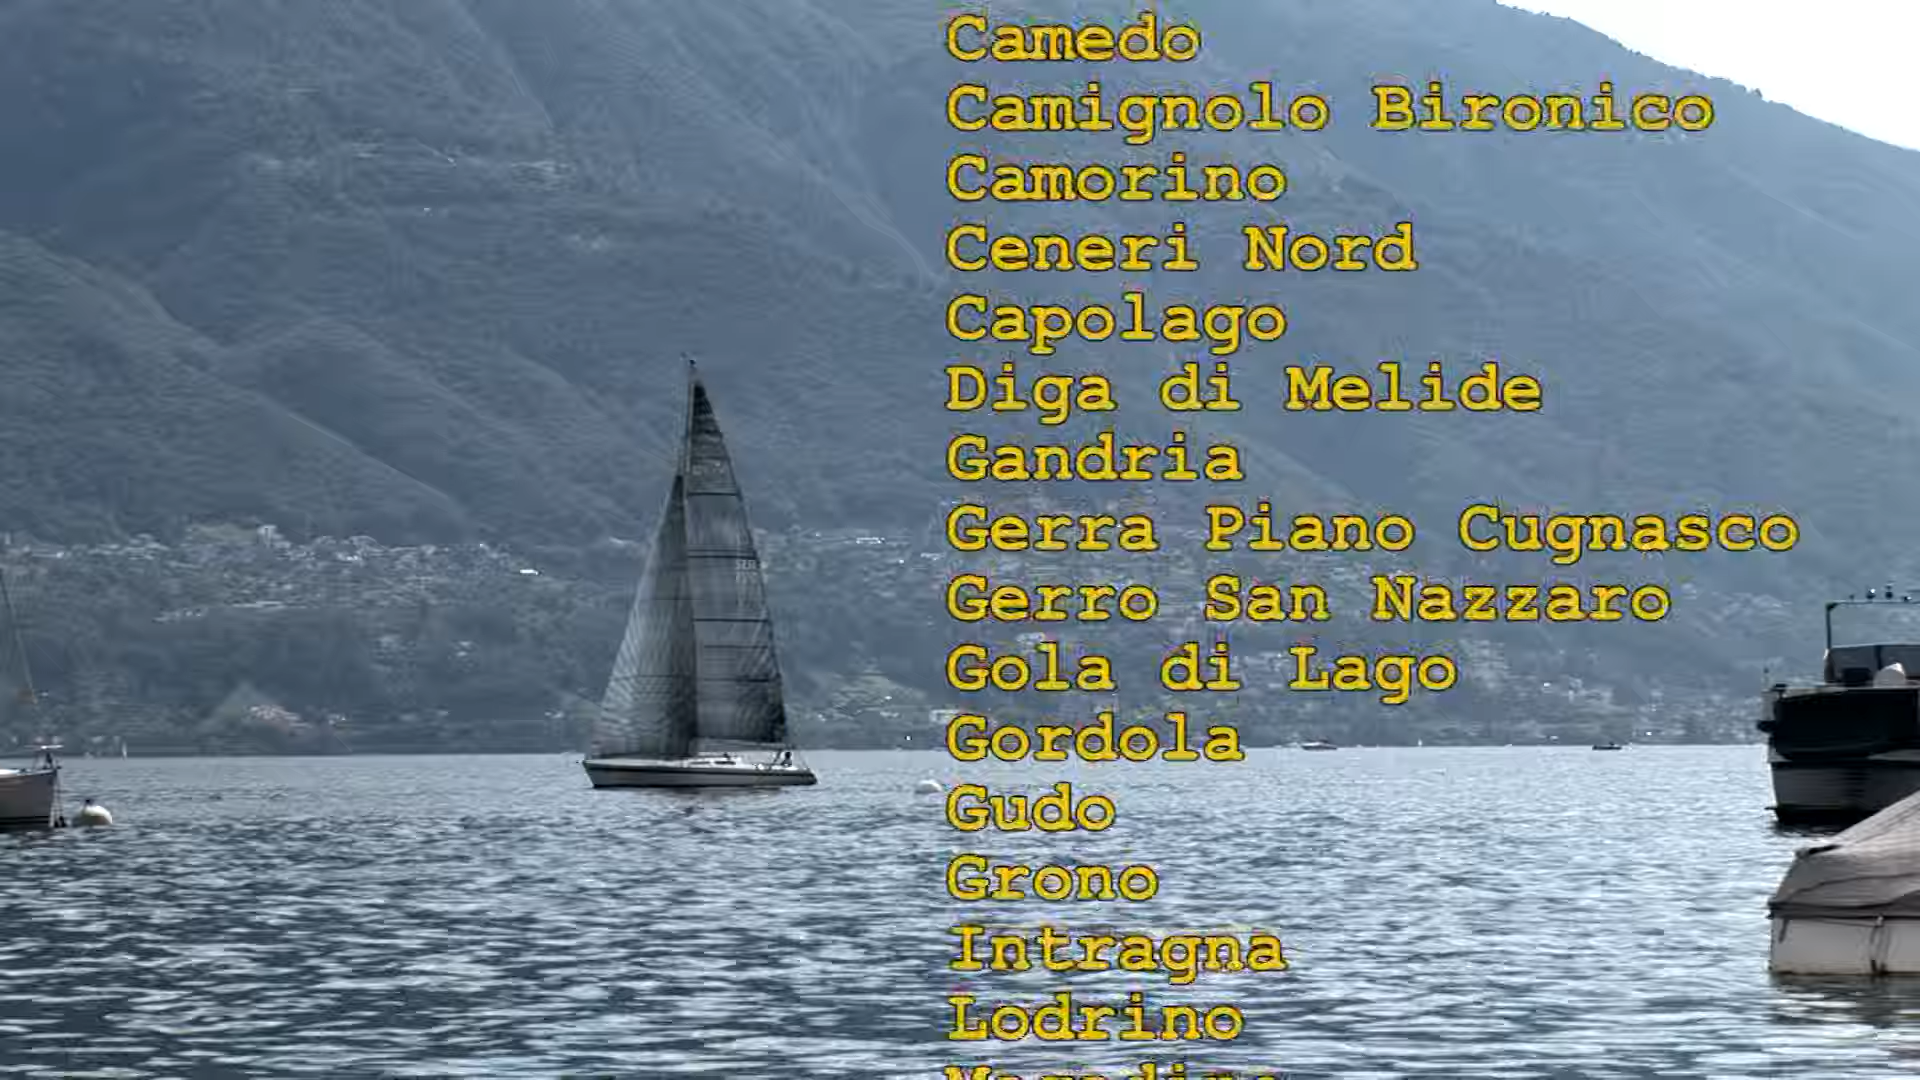 Camedo
Camignolo Bironico
Camorino
Ceneri Nord
Capolago
Diga di Melide
Gandria
Gerra Piano Cugnasco
Gerro San Nazzaro
Gola di Lago
Gordola
Gudo
Grono
Intragna
Lodrino